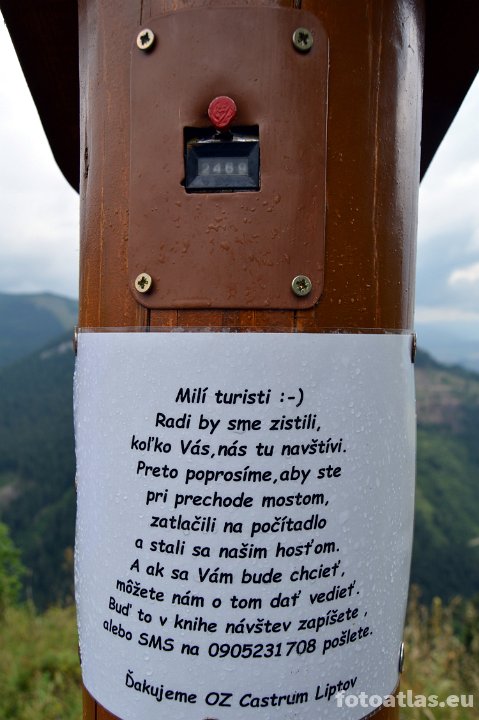 2469
Milí turisti :-)
Radi by sme zistili,
koľko Vás,nás tu navštívi.
Preto poprosíme,aby ste
pri prechode mostom,
zatlačili na počítadlo
a stali sa našim hosťom.
A ak sa Vám bude chcieť,
môžete nám o tom dať vedieť.
Buď to v knihe návštev zapíšete ,
alebo SMS na 0905231708 pošlete.
Ďakujeme OZ Castrum Liptov
fotoatlas.eu